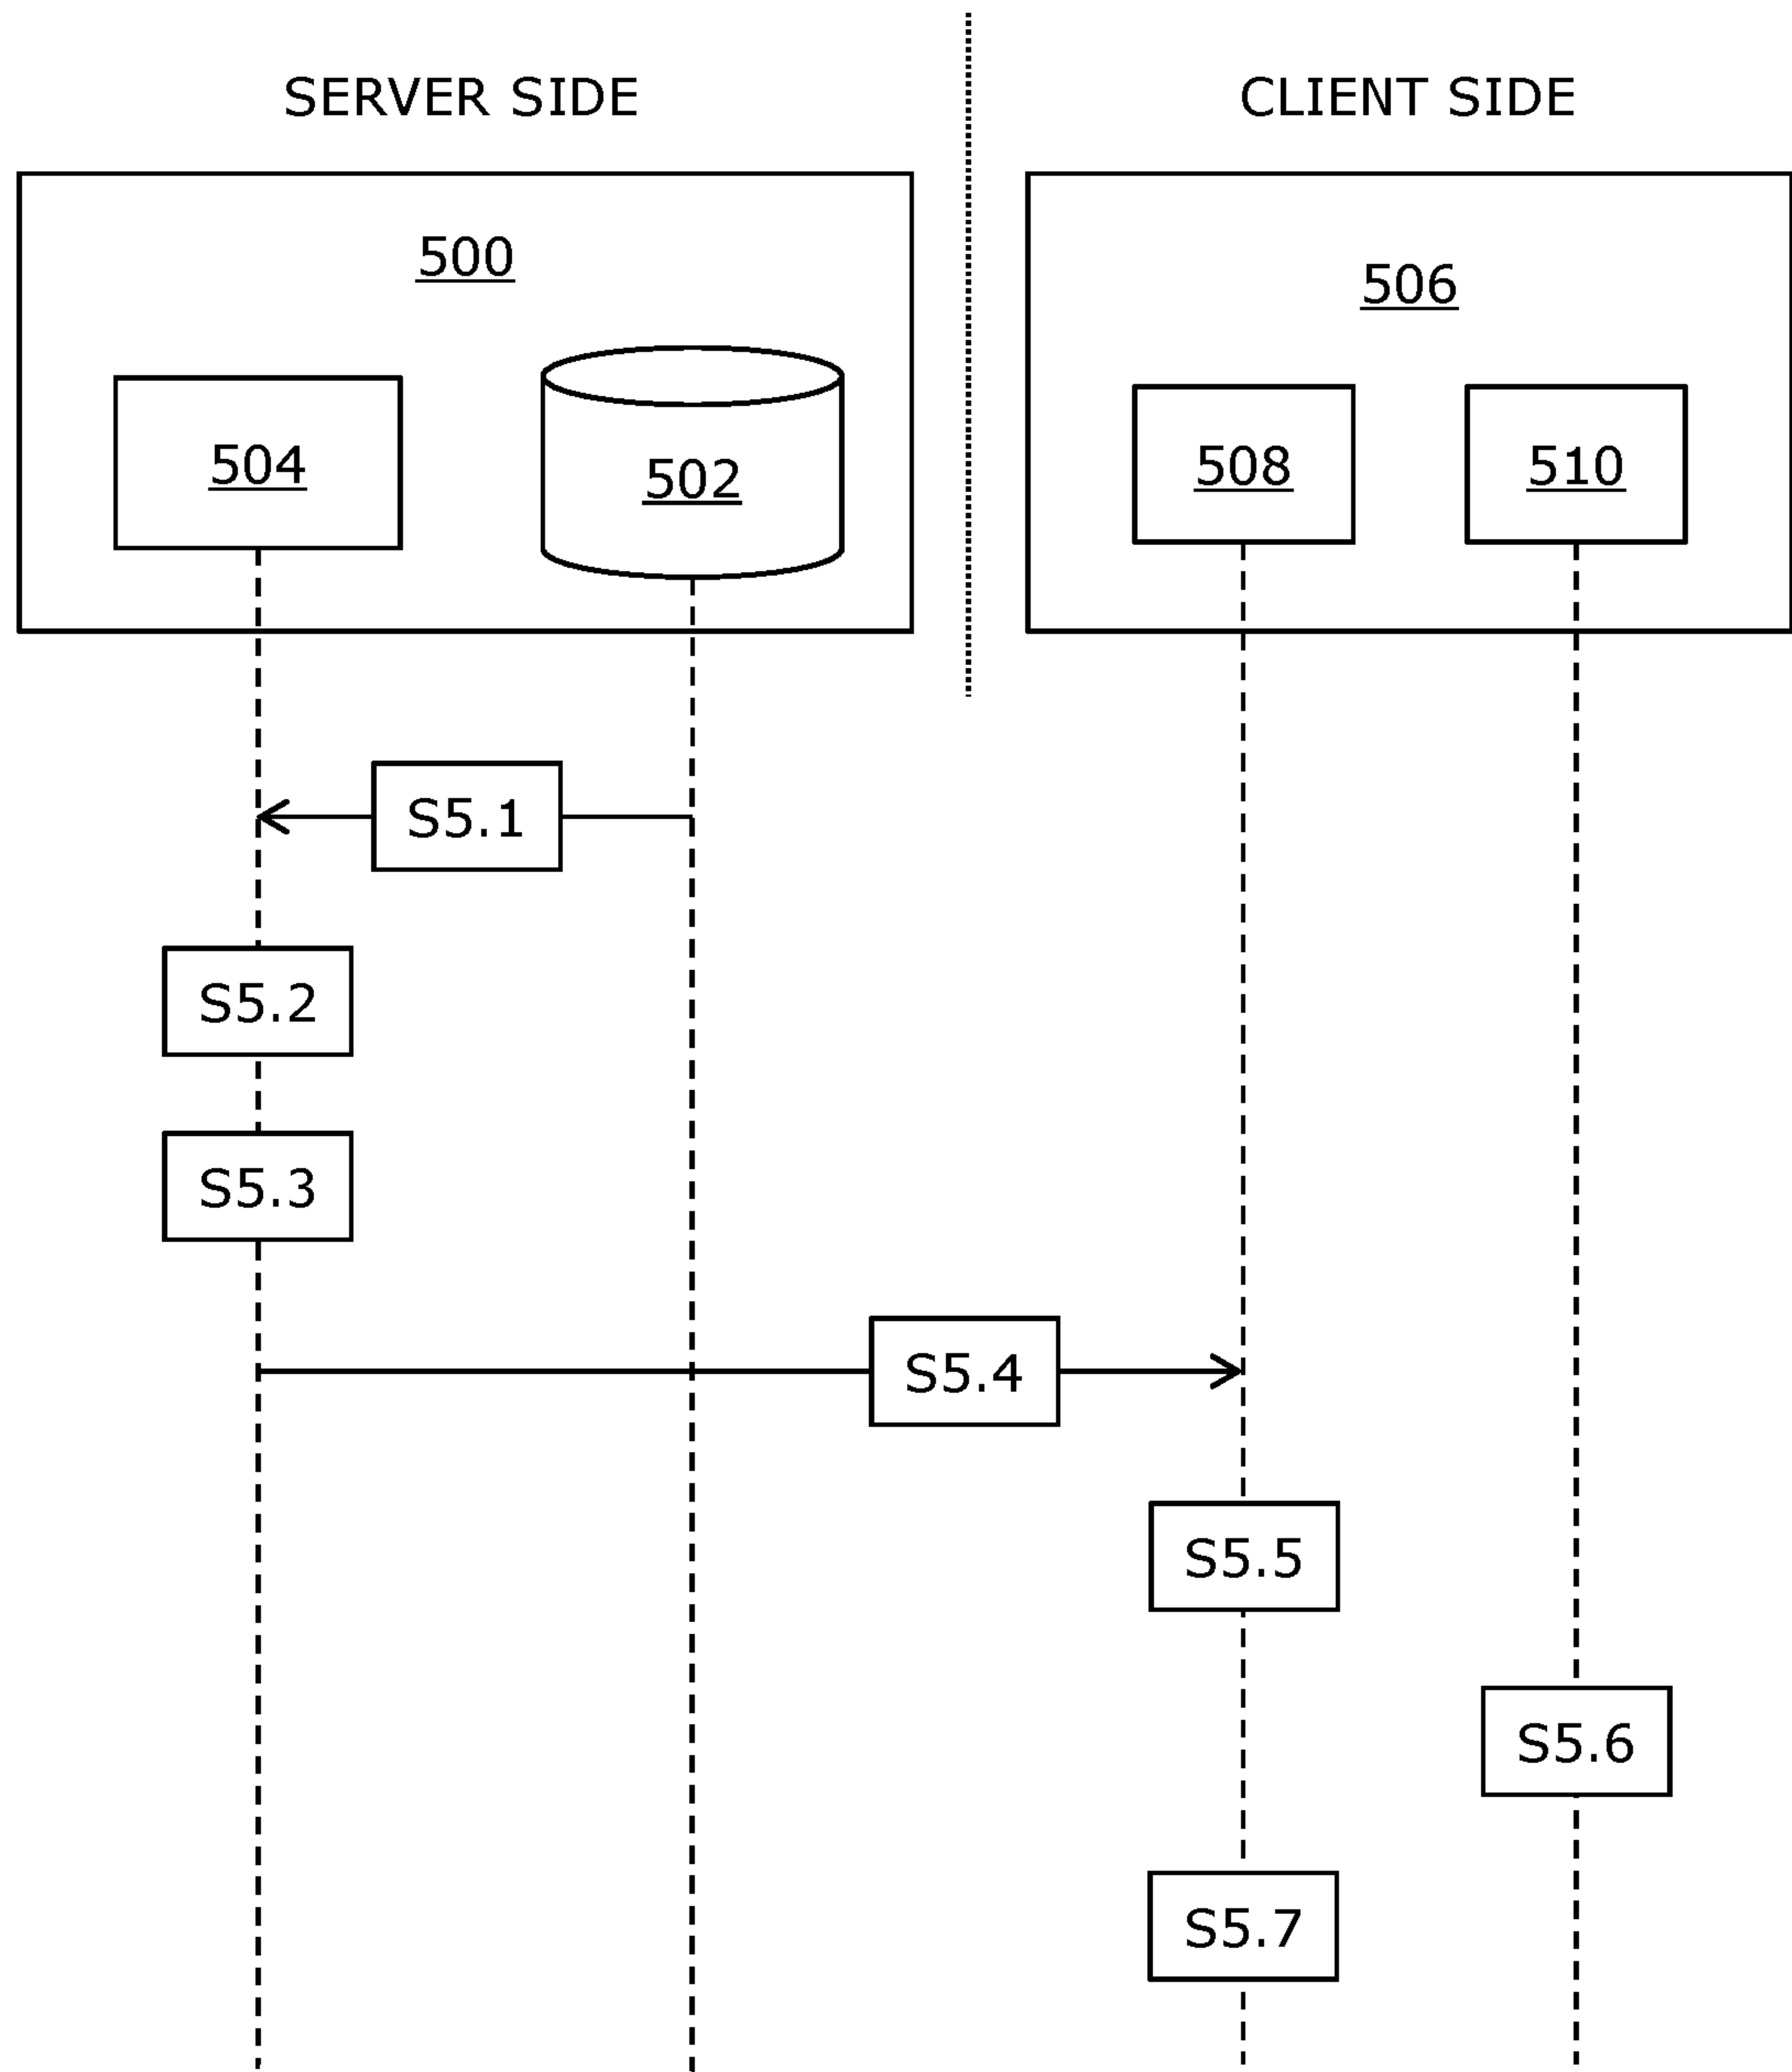 SERVER SIDE
CLIENT SIDE
500
506
504
502
508
510
S5.1
S5.2
S5.3
S5.4
S5.5
S5.6
S5.7